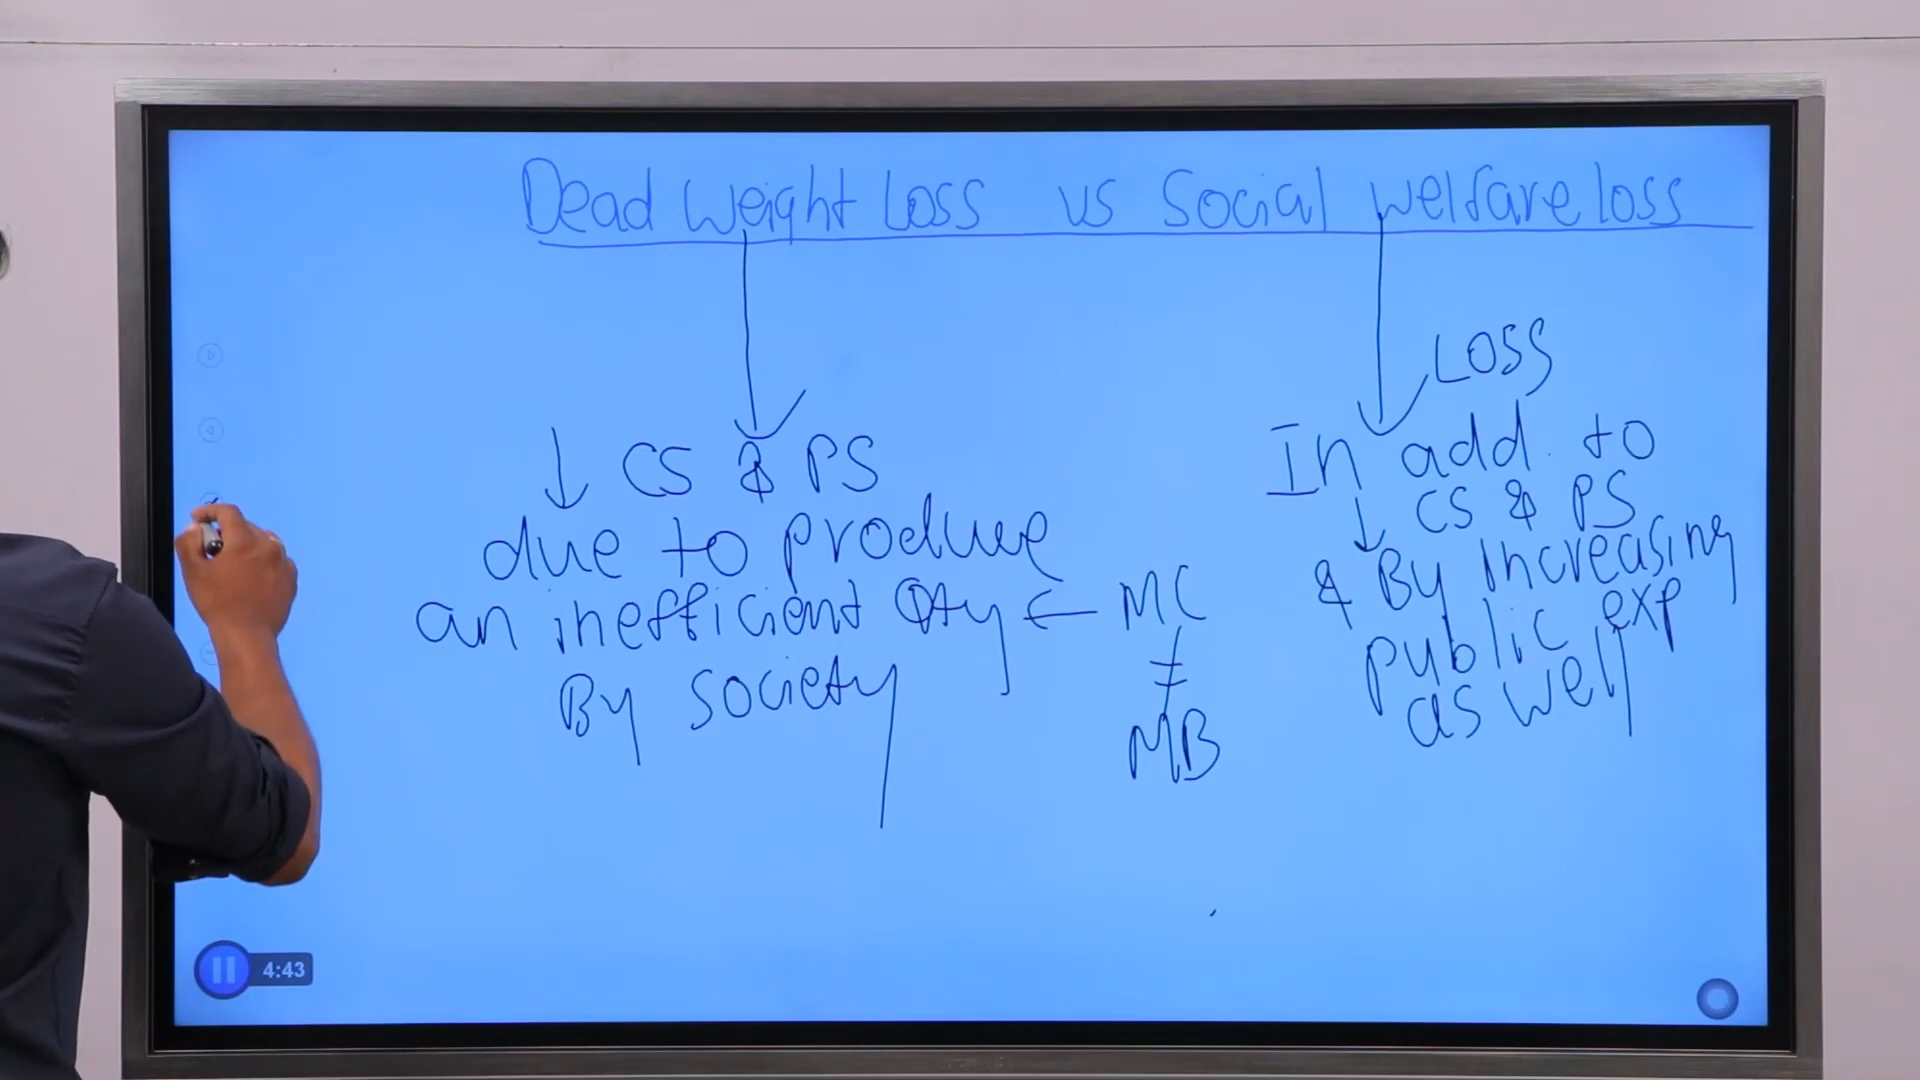 Dead Weight Loss vs Social welfare loss
↓ CS & PS
due to produce
an inefficient Qty ← MC
≠
MB
By society
Loss
In add. to
↓ CS & PS
& By increasing
public exp
as well
4:43